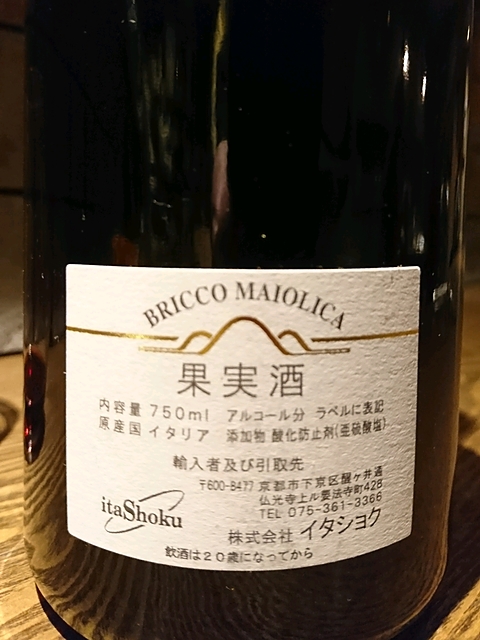 BRICCO MAIOLICA
果実酒
内容量 750ml アルコール分 ラベルに表記
原産国 イタリア 添加物 酸化防止剤(亜硫酸塩)
輸入者及び引取先
〒600-8477 京都市下京区醒ヶ井通
仏光寺上ル要法寺町428
TEL 075-361-3366
itaShoku
株式会社 イタショク
飲酒は20歳になってから